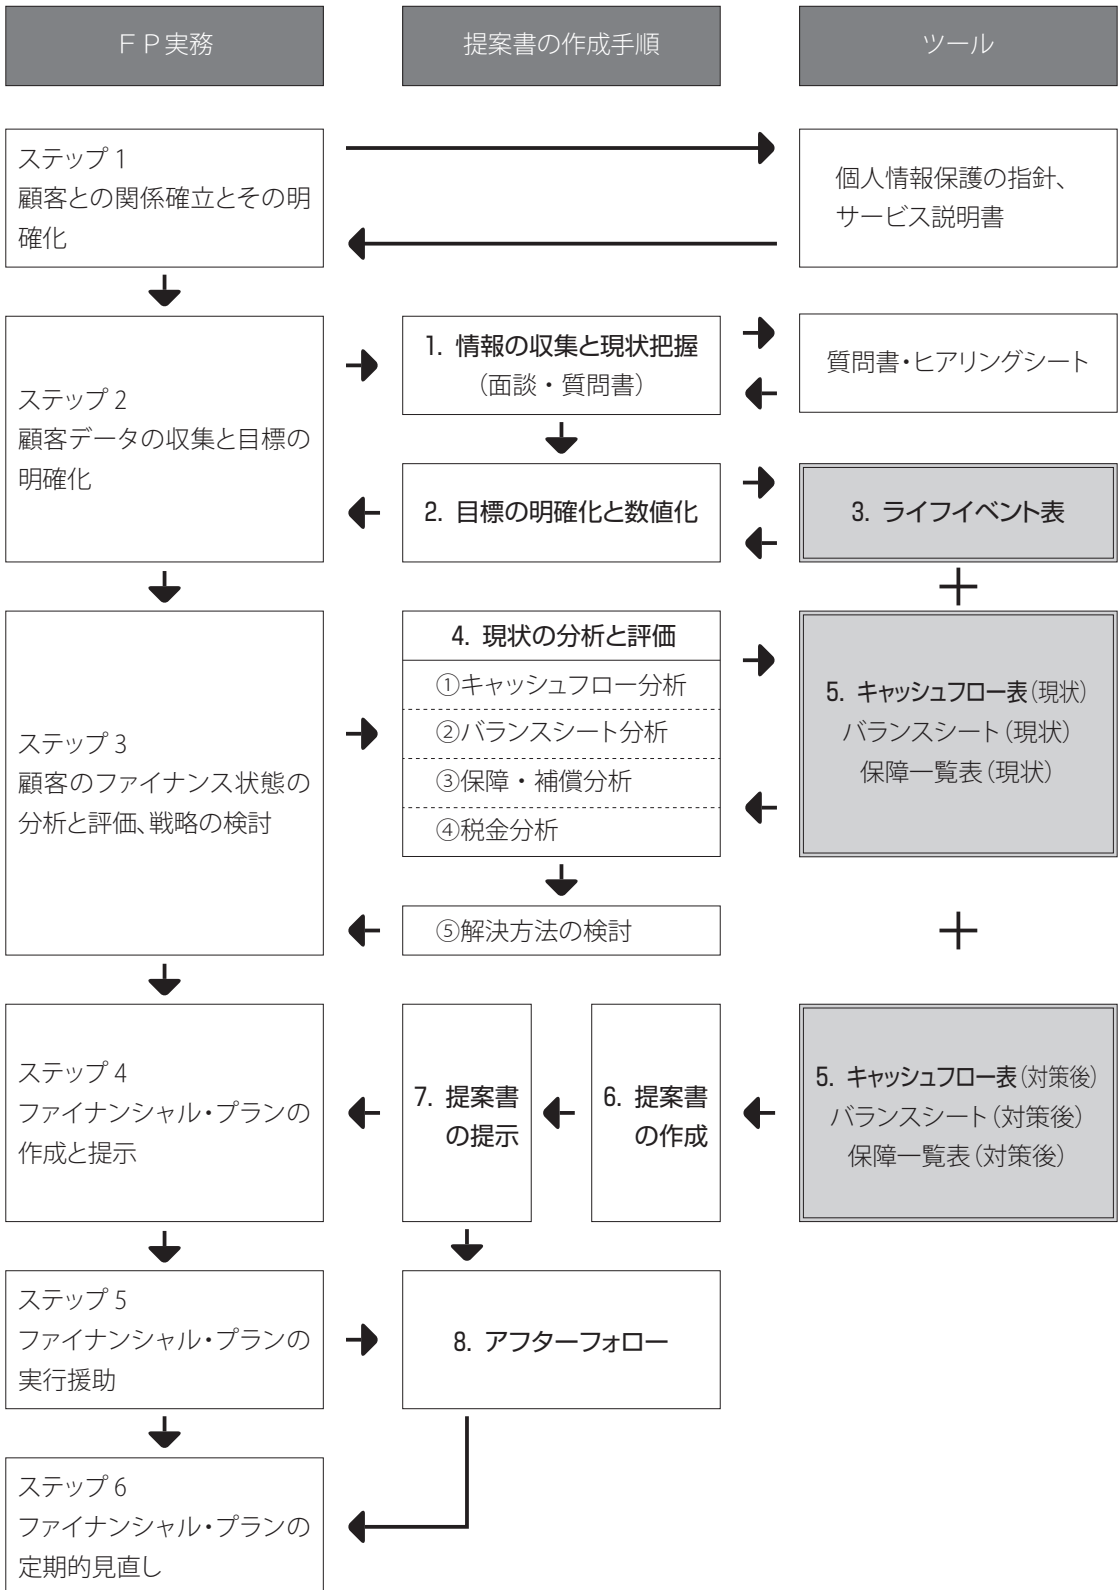 ＦＰ実務
提案書の作成手順
ツール
ステップ 1
顧客との関係確立とその明
確化
個人情報保護の指針、
サービス説明書
ステップ 2
顧客データの収集と目標の
明確化
1. 情報の収集と現状把握
（面談・質問書）
質問書・ヒアリングシート
2. 目標の明確化と数値化
3. ライフイベント表
＋
ステップ 3
顧客のファイナンス状態の
分析と評価、戦略の検討
4. 現状の分析と評価
①キャッシュフロー分析
②バランスシート分析
③保障・補償分析
④税金分析
⑤解決方法の検討
5. キャッシュフロー表（現状）
バランスシート（現状）
保障一覧表（現状）
＋
ステップ 4
ファイナンシャル・プランの
作成と提示
7. 提案書
の提示
6. 提案書
の作成
5. キャッシュフロー表（対策後）
バランスシート（対策後）
保障一覧表（対策後）
ステップ 5
ファイナンシャル・プランの
実行援助
8. アフターフォロー
ステップ 6
ファイナンシャル・プランの
定期的見直し